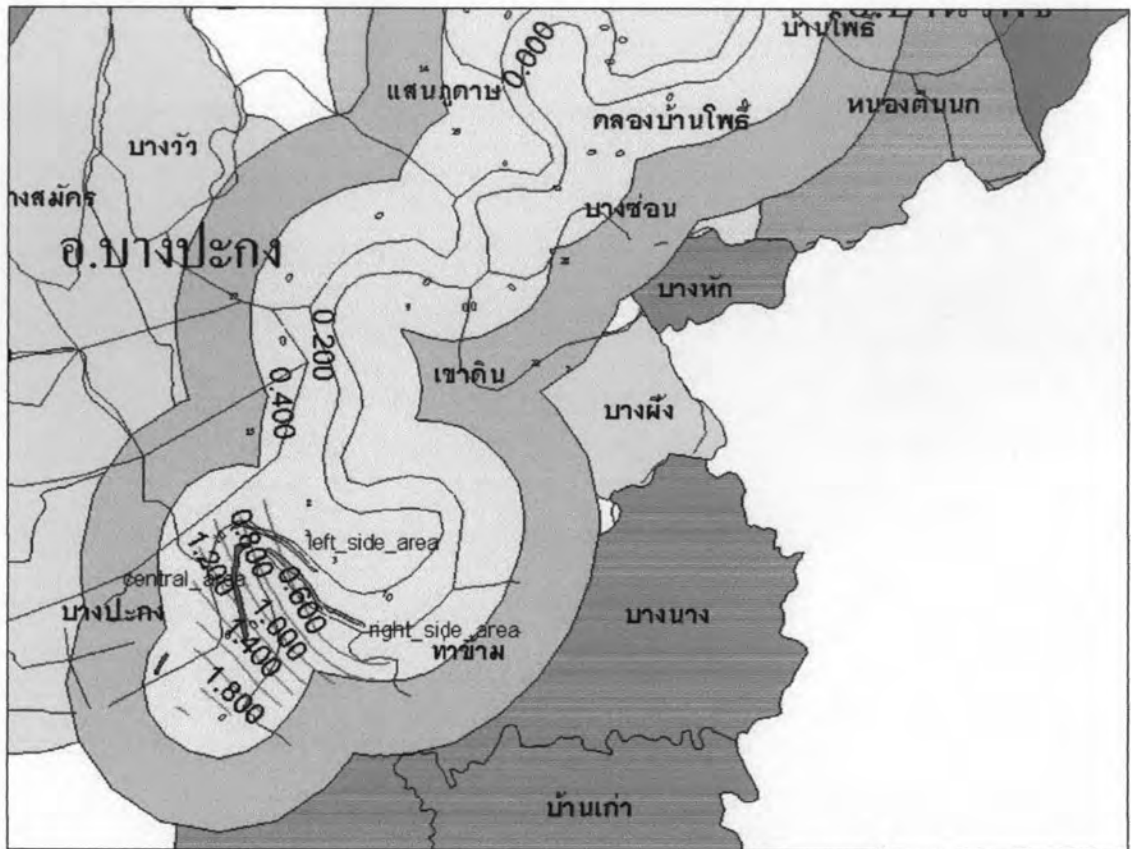 บ้านโพธิ์
0.000
แสนภูดาษ
หนองตีนนก
คลองบ้านโพธิ์
บางวัว
างสมัคร
บางซ่อน
อ.บางปะกง
บางหัก
0.200
เขาดิน
0.400
บางผึ้ง
0.800
left_side_area
1.200
central_area
0.600
บางปะกง
1.000
บางนาง
right_side_area
1.400
ทาข้าม
1.800
บ้านเก่า